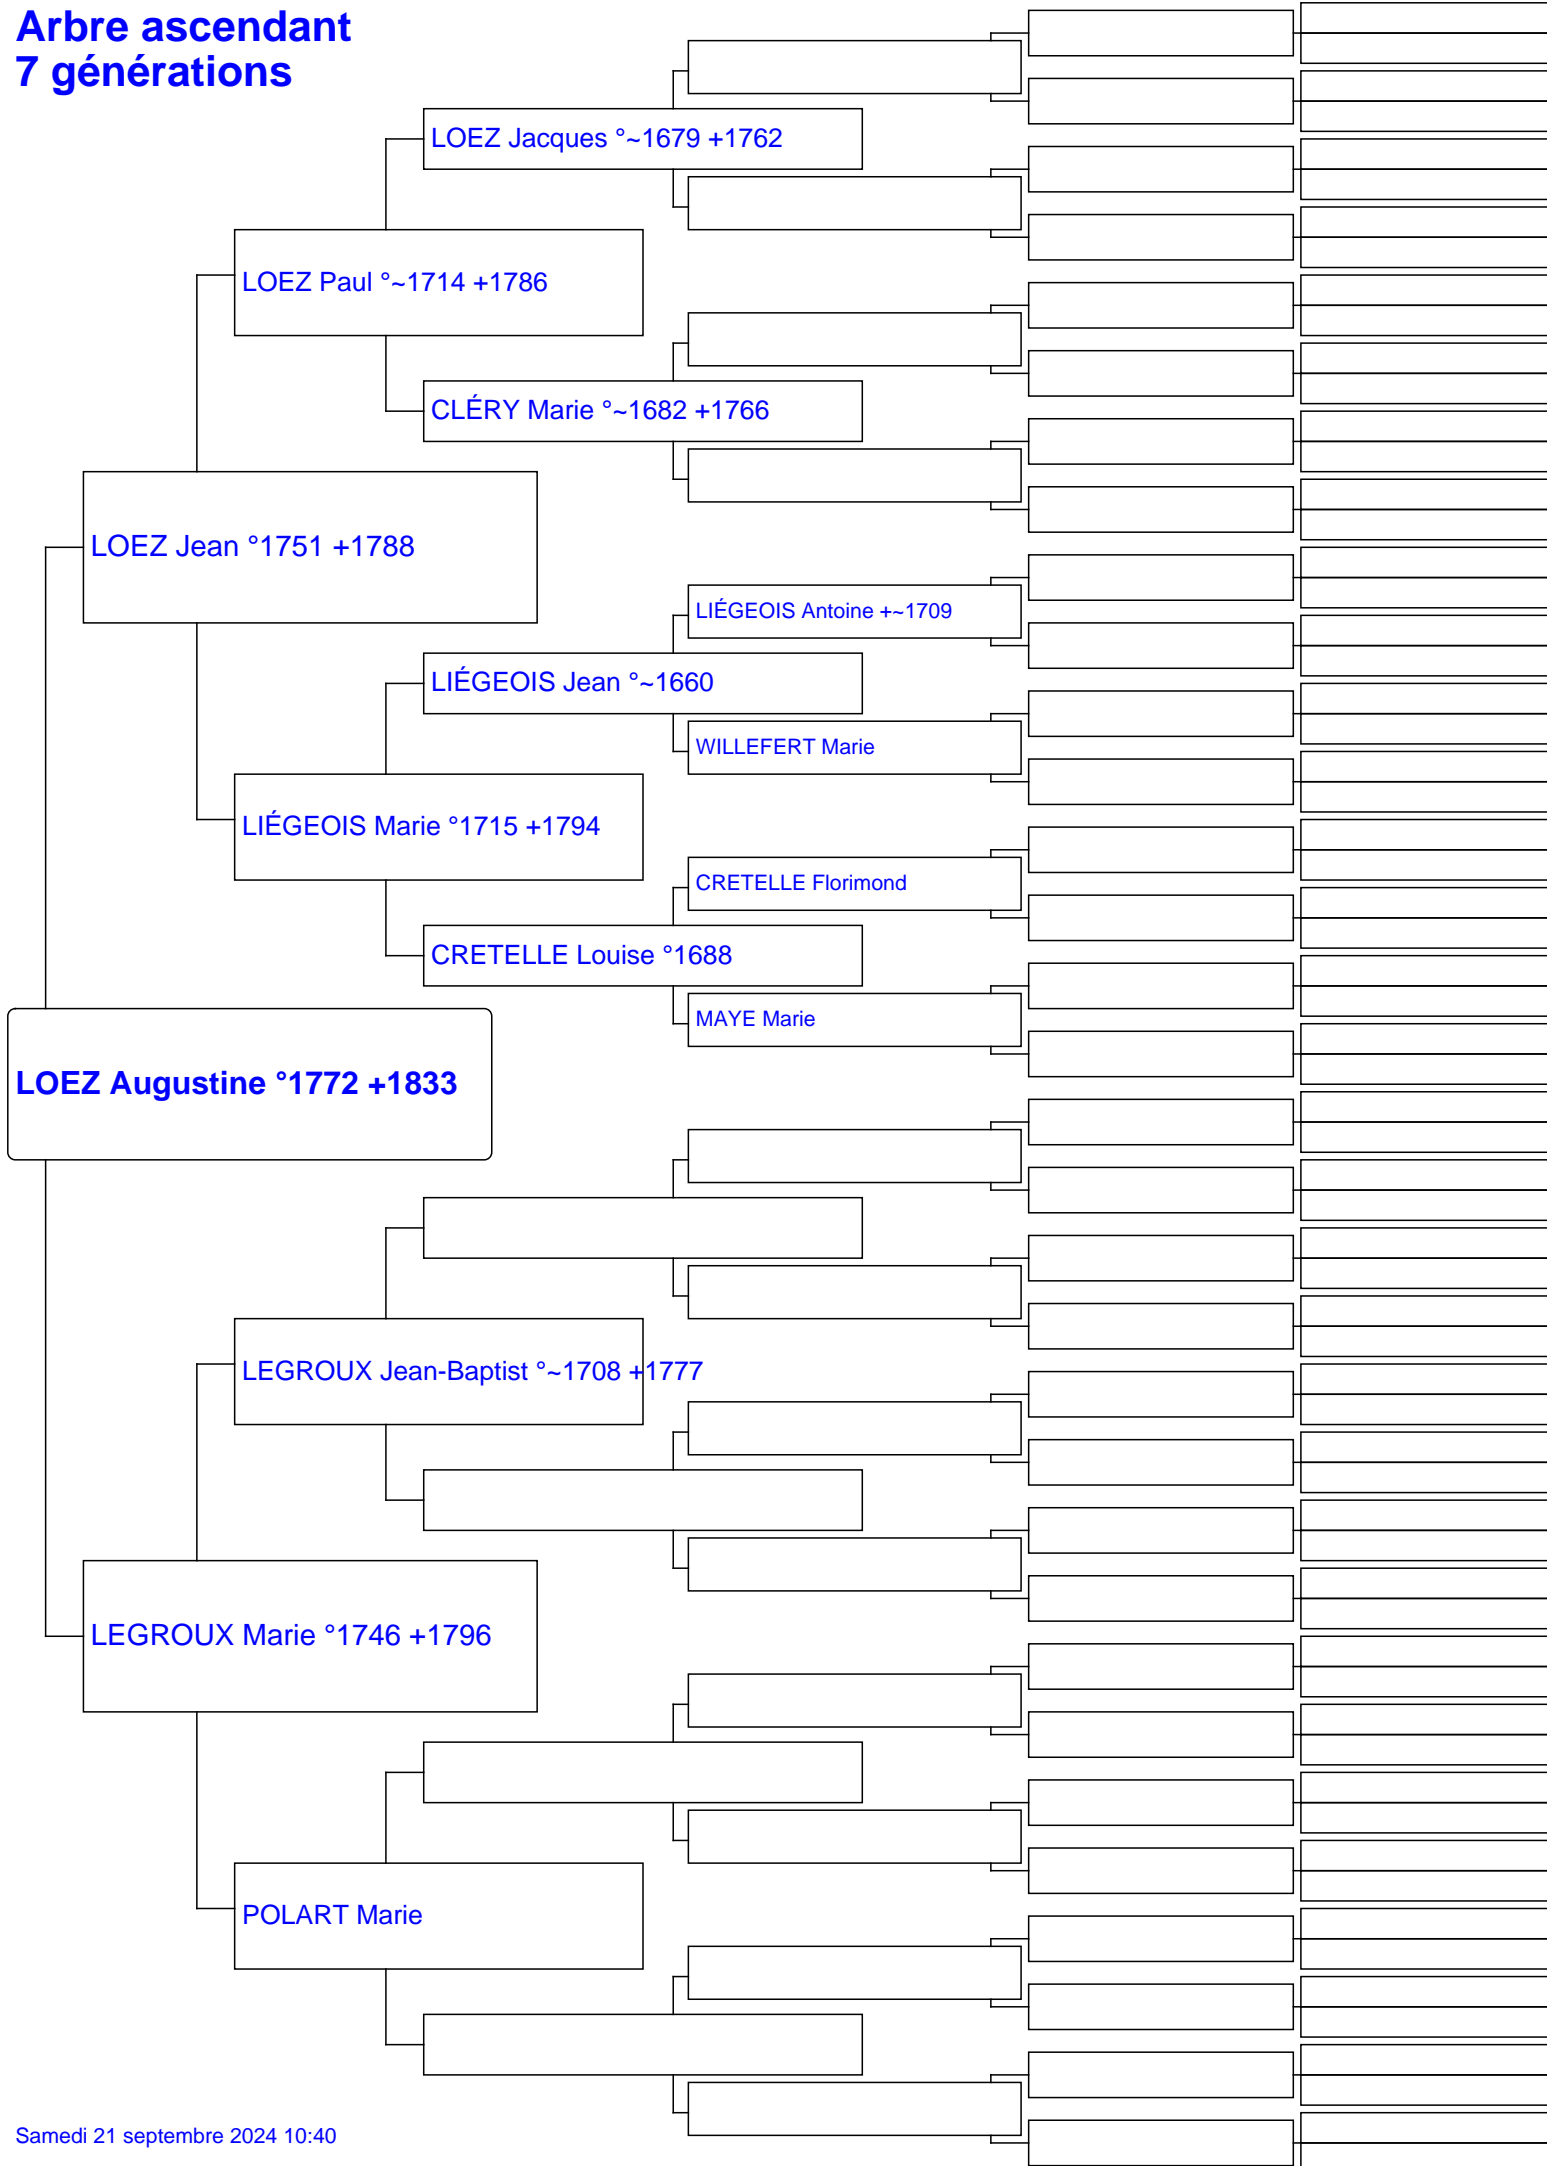 Arbre ascendant
7 générations
LOEZ Jacques °~1679 +1762
LOEZ Paul °~1714 +1786
CLÉRY Marie °~1682 +1766
LOEZ Jean °1751 +1788
LIÉGEOIS Antoine +~1709
LIÉGEOIS Jean °~1660
WILLEFERT Marie
LIÉGEOIS Marie °1715 +1794
CRETELLE Florimond
CRETELLE Louise °1688
MAYE Marie
LOEZ Augustine °1772 +1833
LEGROUX Jean-Baptist °~1708 +1777
LEGROUX Marie °1746 +1796
POLART Marie
Samedi 21 septembre 2024 10:40